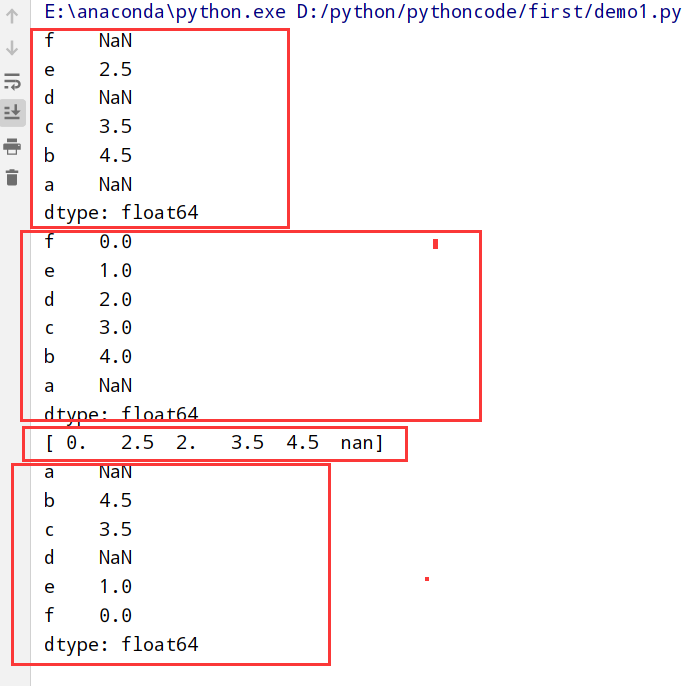 E:\anaconda\python.exe D:/python/pythoncode/first/demo1.py
f    NaN
e    2.5
d    NaN
c    3.5
b    4.5
a    NaN
dtype: float64
f    0.0
e    1.0
d    2.0
c    3.0
b    4.0
a    NaN
dtype: float64
[ 0.   2.5  2.   3.5  4.5  nan]
a    NaN
b    4.5
c    3.5
d    NaN
e    1.0
f    0.0
dtype: float64